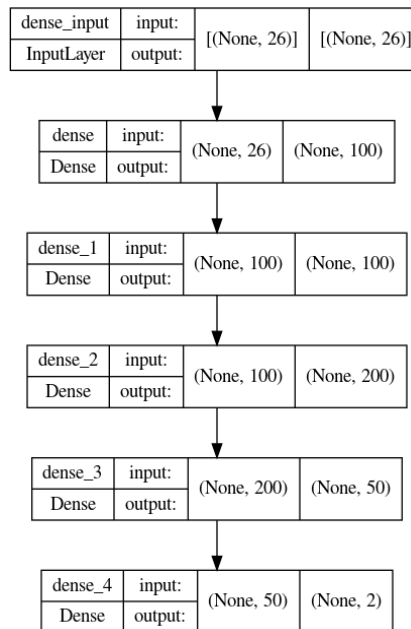 dense_input input: [(None, 26)] [(None, 26)]
InputLayer output:
dense input: (None, 26) (None, 100)
Dense output:
dense_1 input: (None, 100) (None, 100)
Dense output:
dense_2 input: (None, 100) (None, 200)
Dense output:
dense_3 input: (None, 200) (None, 50)
Dense output:
dense_4 input: (None, 50) (None, 2)
Dense output: